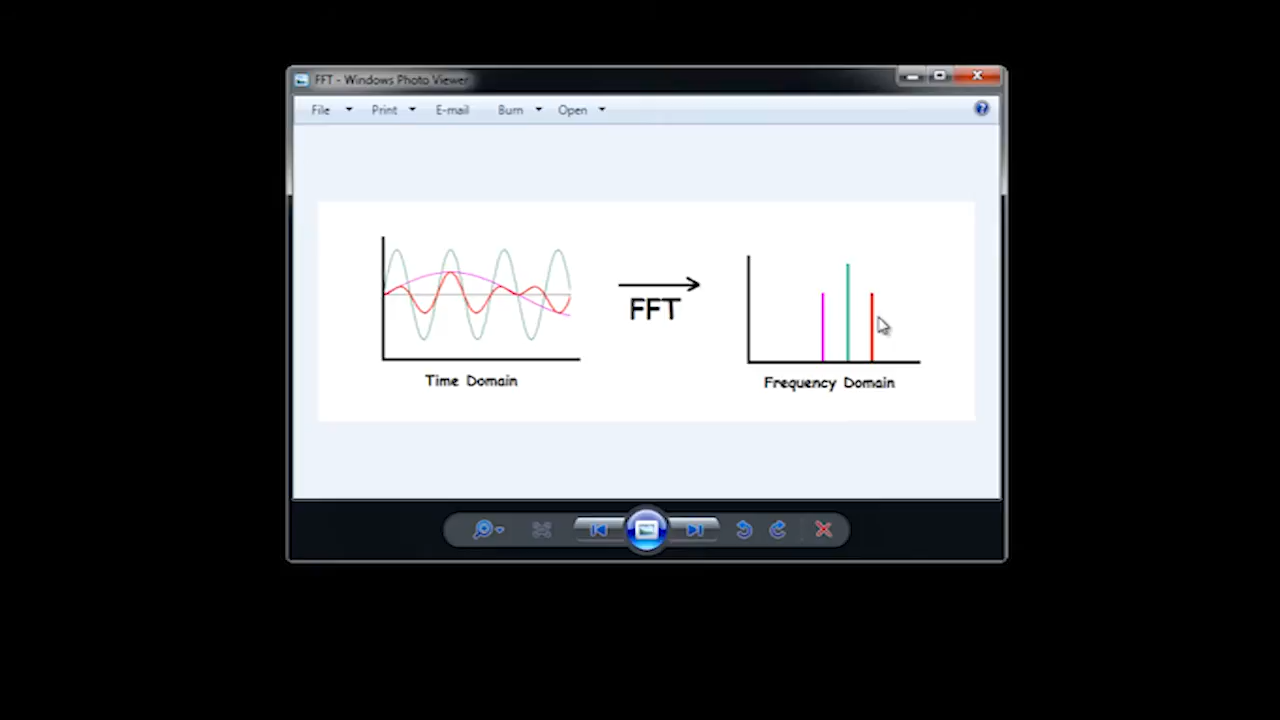 FFT - Windows Photo Viewer
File Print E-mail Burn Open
FFT
Time Domain
Frequency Domain